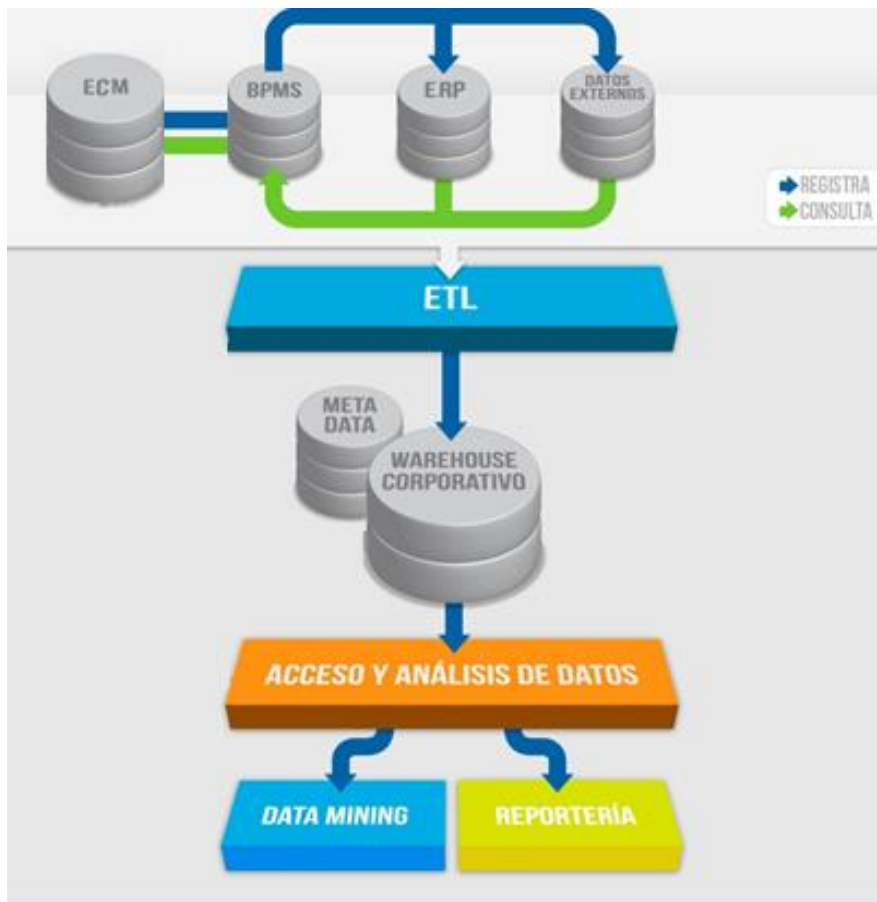 ECM
BPMS
ERP
DATOS
EXTERNOS
REGISTRA
CONSULTA
ETL
META
DATA
WAREHOUSE
CORPORATIVO
ACCESO Y ANÁLISIS DE DATOS
DATA MINING
REPORTERÍA